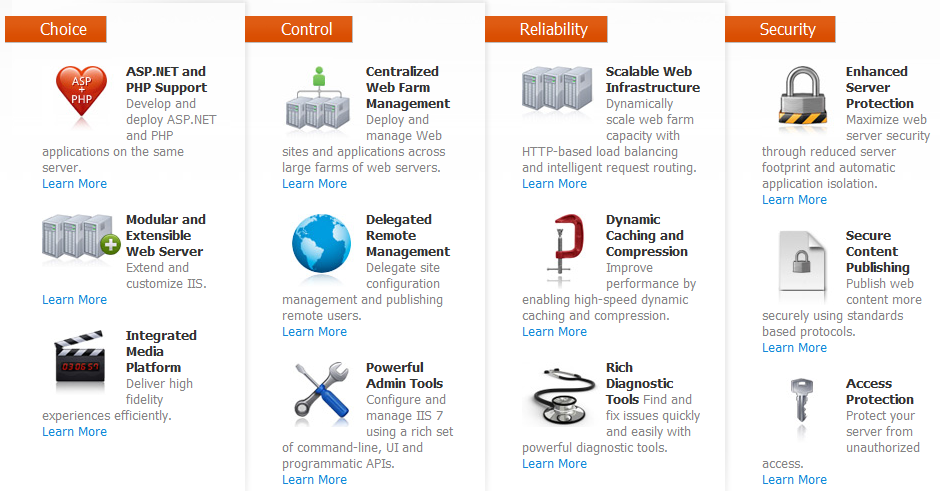 Choice
ASP
+
PHP
ASP.NET and
PHP Support
Develop and
deploy ASP.NET
and PHP
applications on the same
server.
Learn More
Modular and
Extensible
Web Server
Extend and
customize IIS.
Learn More
Integrated
Media
Platform
03:06:59
Deliver high
fidelity
experiences efficiently.
Learn More
Control
Centralized
Web Farm
Management
Deploy and
manage Web
sites and applications across
large farms of web servers.
Learn More
Delegated
Remote
Management
Delegate site
configuration
management and publishing
remote users.
Learn More
Powerful
Admin Tools
Configure and
manage IIS 7
using a rich set
of command-line, UI and
programmatic APIs.
Learn More
Reliability
Scalable Web
Infrastructure
Dynamically
scale web farm
capacity with
HTTP-based load balancing
and intelligent request routing.
Learn More
Dynamic
Caching and
Compression
Improve
performance by
enabling high-speed dynamic
caching and compression.
Learn More
Rich
Diagnostic
Tools Find and
fix issues quickly
and easily with
powerful diagnostic tools.
Learn More
Security
Enhanced
Server
Protection
Maximize web
server security
through reduced server
footprint and automatic
application isolation.
Learn More
Secure
Content
Publishing
Publish web
content more
securely using standards
based protocols.
Learn More
Access
Protection
Protect your
server from
unauthorized
access.
Learn More